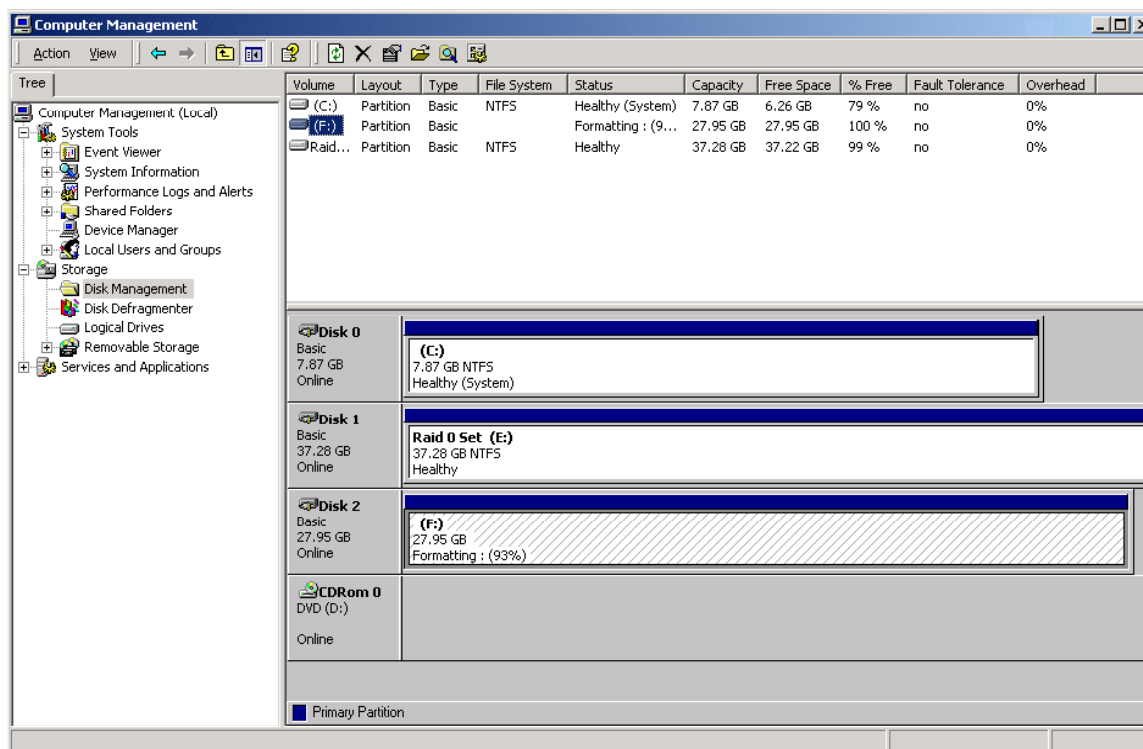 Computer Management
Action View
Tree
Computer Management (Local)
System Tools
Event Viewer
System Information
Performance Logs and Alerts
Shared Folders
Device Manager
Local Users and Groups
Storage
Disk Management
Disk Defragmenter
Logical Drives
Removable Storage
Services and Applications
Volume Layout Type File System Status Capacity Free Space % Free Fault Tolerance Overhead
(C:) Partition Basic NTFS Healthy (System) 7.87 GB 6.26 GB 79 % no 0%
(F:) Partition Basic Formatting : (9... 27.95 GB 27.95 GB 100 % no 0%
Raid... Partition Basic NTFS Healthy 37.28 GB 37.22 GB 99 % no 0%
Disk 0
Basic
7.87 GB
Online
(C:)
7.87 GB NTFS
Healthy (System)
Disk 1
Basic
37.28 GB
Online
Raid 0 Set (E:)
37.28 GB NTFS
Healthy
Disk 2
Basic
27.95 GB
Online
(F:)
27.95 GB
Formatting : (93%)
CDRom 0
DVD (D:)
Online
Primary Partition